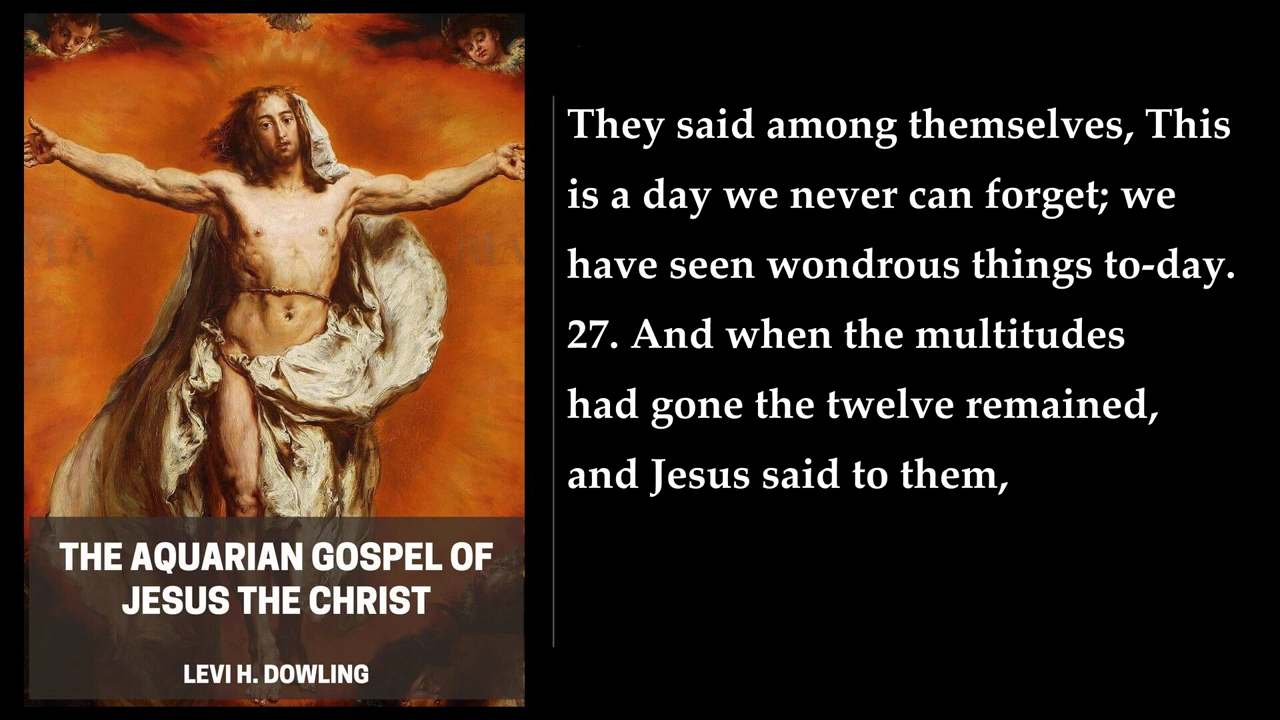 THE AQUARIAN GOSPEL OF
JESUS THE CHRIST
LEVI H. DOWLING
They said among themselves, This
is a day we never can forget; we
have seen wondrous things to-day.
27. And when the multitudes
had gone the twelve remained,
and Jesus said to them,